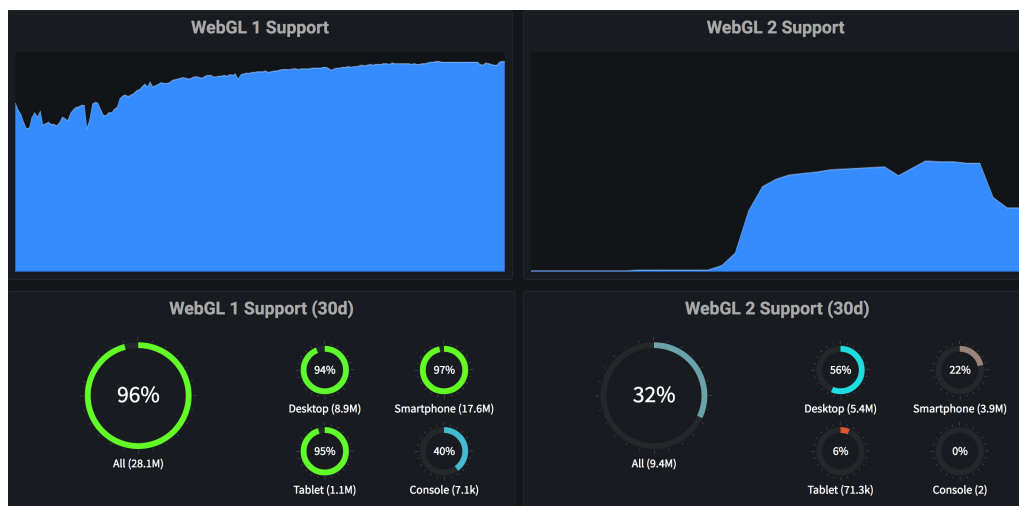 WebGL 1 Support
WebGL 2 Support
WebGL 1 Support (30d)
96%
All (28.1M)
94%
Desktop (8.9M)
97%
Smartphone (17.6M)
95%
Tablet (1.1M)
40%
Console (7.1k)
WebGL 2 Support (30d)
32%
All (9.4M)
56%
Desktop (5.4M)
22%
Smartphone (3.9M)
6%
Tablet (71.3k)
0%
Console (2)